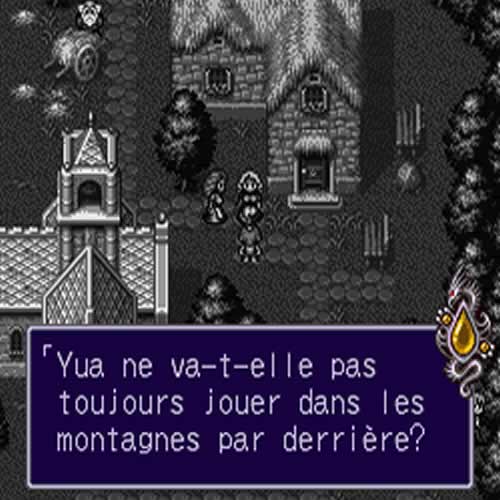 「Yua ne va-t-elle pas
toujours jouer dans les
montagnes par derrière?